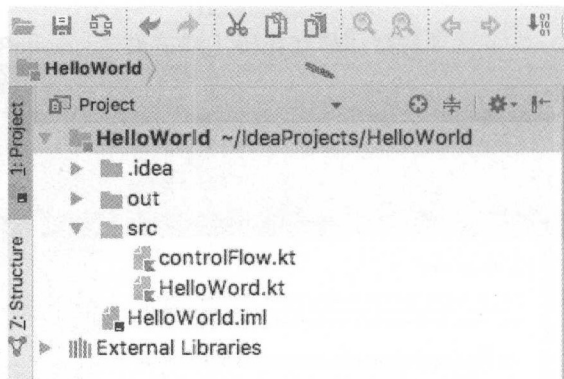 HelloWorld
Project
HelloWorld ~/IdeaProjects/HelloWorld
.idea
out
src
controlFlow.kt
HelloWord.kt
HelloWorld.iml
External Libraries
1: Project
Z: Structure